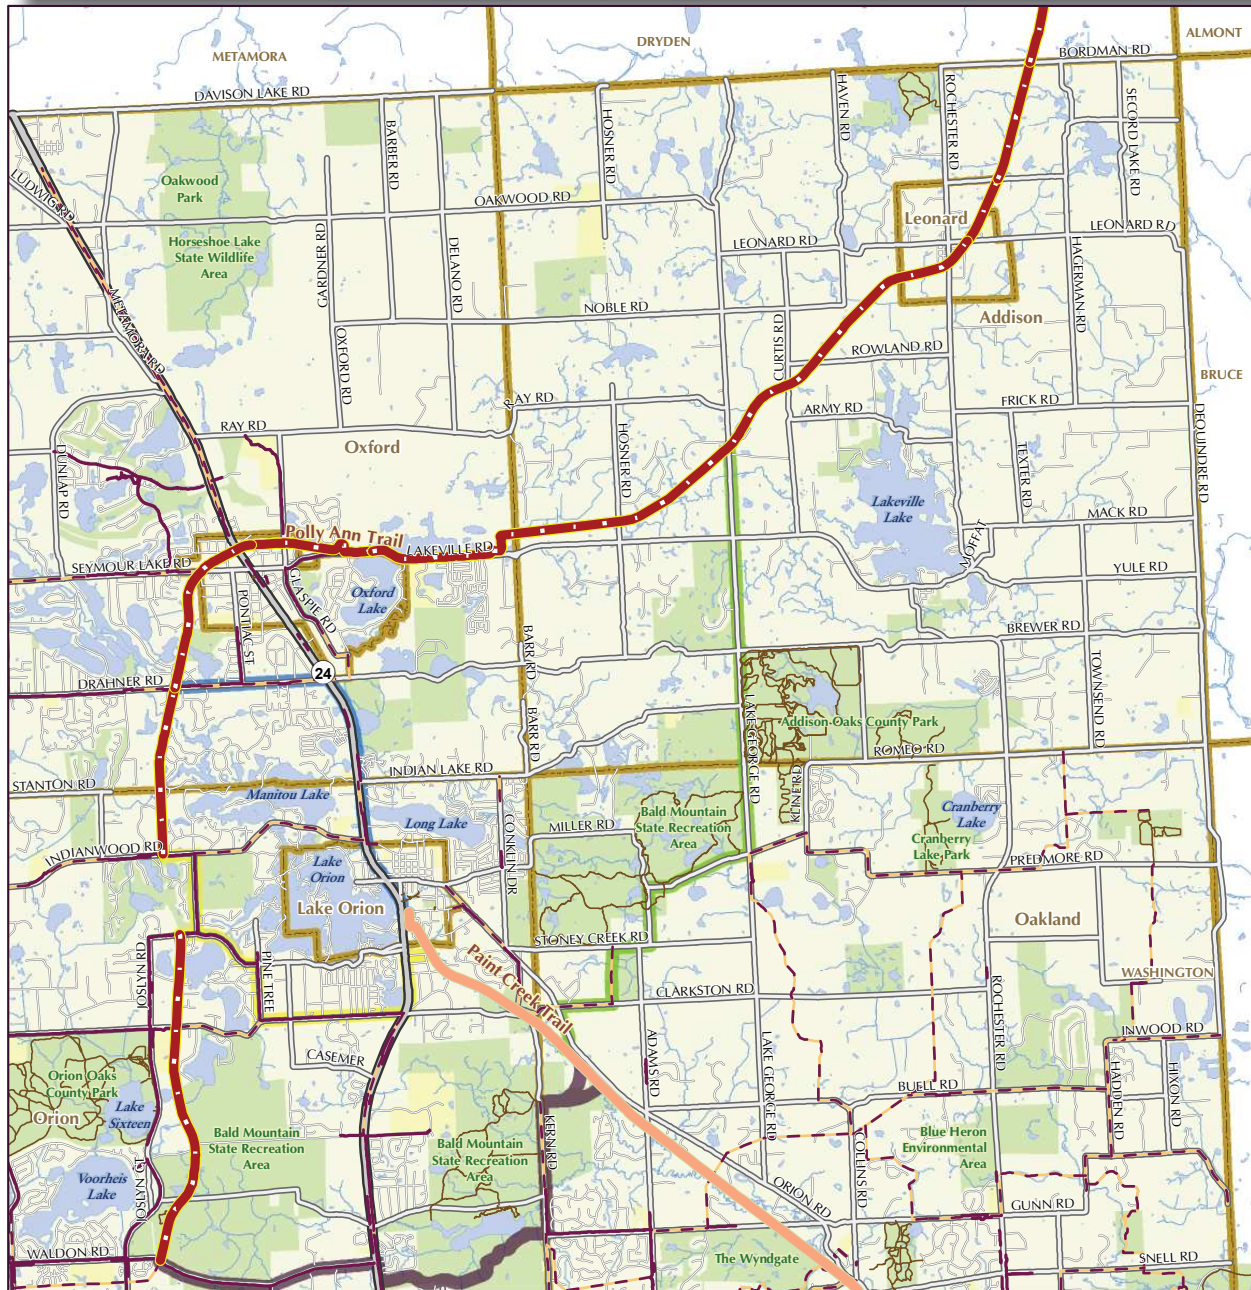 ALMONT
DRYDEN
METAMORA
BORDMAN RD
DAVISON LAKE RD
HAVEN RD
ROCHESTER RD
SECORD LAKE RD
HOSNER RD
BARBER RD
LUDWIG RD
Oakwood
Park
OAKWOOD RD
Leonard
LEONARD RD
LEONARD RD
Horseshoe Lake
State Wildlife
Area
GARDNER RD
DELANO RD
HAGERMAN RD
METAMORA RD
NOBLE RD
Addison
OXFORD RD
CURTIS RD
ROWLAND RD
BRUCE
RAY RD
ARMY RD
FRICK RD
DEQUINDRE RD
RAY RD
Oxford
HOSNER RD
TEXTER RD
DUNLAP RD
Lakeville
Lake
MACK RD
Polly Ann Trail
LAKEVILLE RD
MOFFAT
SEYMOUR LAKE RD
YULE RD
GLASPIE RD
Oxford
Lake
PONTIAC ST
BREWER RD
BARR RD
24
DRAHNER RD
TOWNSEND RD
LAKE GEORGE RD
Addison Oaks County Park
BARR RD
ROMEO RD
INDIAN LAKE RD
STANTON RD
KLINE RD
Manitou Lake
Long Lake
Bald Mountain
State Recreation
Area
Cranberry
Lake
CONKLIN DR
MILLER RD
Cranberry
Lake Park
INDIANWOOD RD
PREDMORE RD
Lake
Orion
Lake Orion
Oakland
STONEY CREEK RD
JOSLYN RD
PINE TREE
Paint Creek Trail
WASHINGTON
CLARKSTON RD
ROCHESTER RD
INWOOD RD
CASEMER
ADAMS RD
LAKE GEORGE RD
Orion Oaks
County Park
BUELL RD
HADDEN RD
HIXON RD
Orion
Lake
Sixteen
Bald Mountain
State Recreation
Area
KERN RD
Bald Mountain
State Recreation
Area
COLLINS RD
Blue Heron
Environmental
Area
Voorheis
Lake
JOSLYN CT
ORION RD
GUNN RD
WALDON RD
The Wyndgate
SNELL RD